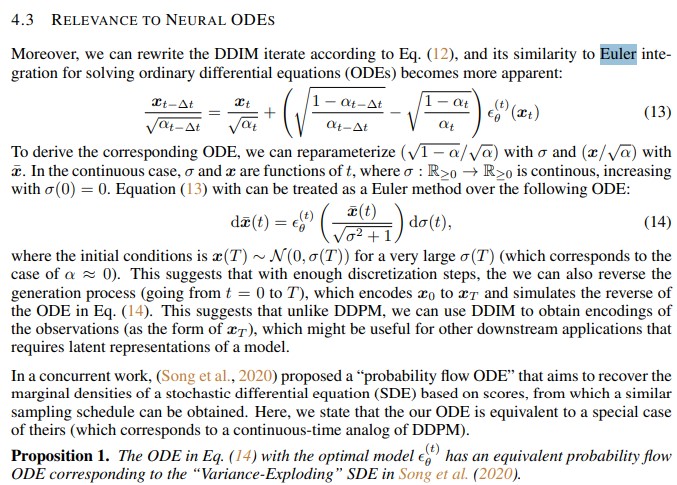 4.3 RELEVANCE TO NEURAL ODES
Moreover, we can rewrite the DDIM iterate according to Eq. (12), and its similarity to Euler inte-
gration for solving ordinary differential equations (ODEs) becomes more apparent:
$$\frac{\boldsymbol{x}_{t-\Delta t}}{\sqrt{\alpha_{t-\Delta t}}} = \frac{\boldsymbol{x}_t}{\sqrt{\alpha_t}} + \left(\sqrt{\frac{1-\alpha_{t-\Delta t}}{\alpha_{t-\Delta t}}} - \sqrt{\frac{1-\alpha_t}{\alpha_t}}\right) \epsilon_\theta^{(t)}(\boldsymbol{x}_t)$$ (13)
To derive the corresponding ODE, we can reparameterize $(\sqrt{1-\alpha}/\sqrt{\alpha})$ with $\sigma$ and $(\boldsymbol{x}/\sqrt{\alpha})$ with
$\bar{\boldsymbol{x}}$. In the continuous case, $\sigma$ and $\boldsymbol{x}$ are functions of $t$, where $\sigma : \mathbb{R}_{\geq 0} \to \mathbb{R}_{\geq 0}$ is continous, increasing
with $\sigma(0) = 0$. Equation (13) with can be treated as a Euler method over the following ODE:
$$\mathrm{d}\bar{\boldsymbol{x}}(t) = \epsilon_\theta^{(t)}\left(\frac{\bar{\boldsymbol{x}}(t)}{\sqrt{\sigma^2+1}}\right) \mathrm{d}\sigma(t),$$ (14)
where the initial conditions is $\boldsymbol{x}(T) \sim \mathcal{N}(0, \sigma(T))$ for a very large $\sigma(T)$ (which corresponds to the
case of $\alpha \approx 0$). This suggests that with enough discretization steps, the we can also reverse the
generation process (going from $t = 0$ to $T$), which encodes $\boldsymbol{x}_0$ to $\boldsymbol{x}_T$ and simulates the reverse of
the ODE in Eq. (14). This suggests that unlike DDPM, we can use DDIM to obtain encodings of
the observations (as the form of $\boldsymbol{x}_T$), which might be useful for other downstream applications that
requires latent representations of a model.
In a concurrent work, (Song et al., 2020) proposed a “probability flow ODE” that aims to recover the
marginal densities of a stochastic differential equation (SDE) based on scores, from which a similar
sampling schedule can be obtained. Here, we state that the our ODE is equivalent to a special case
of theirs (which corresponds to a continuous-time analog of DDPM).
Proposition 1. The ODE in Eq. (14) with the optimal model $\epsilon_\theta^{(t)}$ has an equivalent probability flow
ODE corresponding to the “Variance-Exploding” SDE in Song et al. (2020).